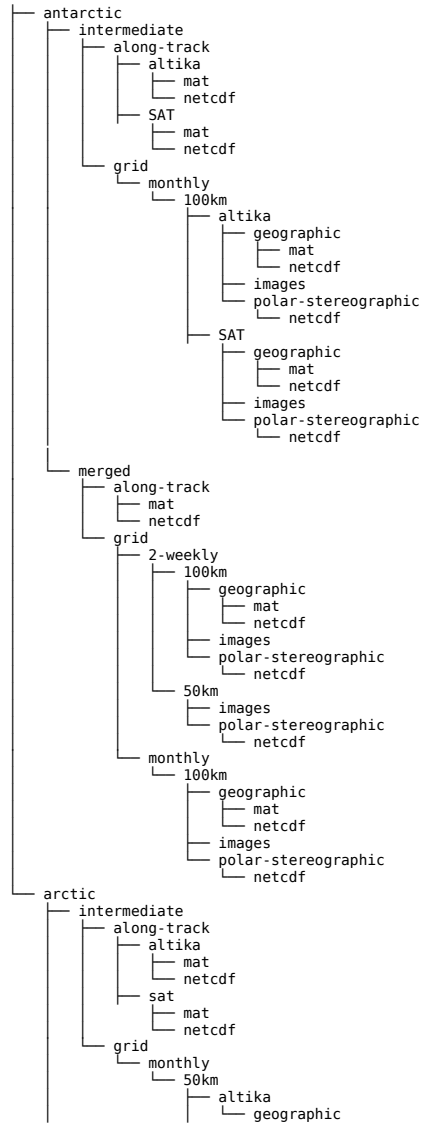 antarctic
intermediate
along-track
altika
mat
netcdf
SAT
mat
netcdf
grid
monthly
100km
altika
geographic
mat
netcdf
images
polar-stereographic
netcdf
SAT
geographic
mat
netcdf
images
polar-stereographic
netcdf
merged
along-track
mat
netcdf
grid
2-weekly
100km
geographic
mat
netcdf
images
polar-stereographic
netcdf
50km
images
polar-stereographic
netcdf
monthly
100km
geographic
mat
netcdf
images
polar-stereographic
netcdf
arctic
intermediate
along-track
altika
mat
netcdf
sat
mat
netcdf
grid
monthly
50km
altika
geographic